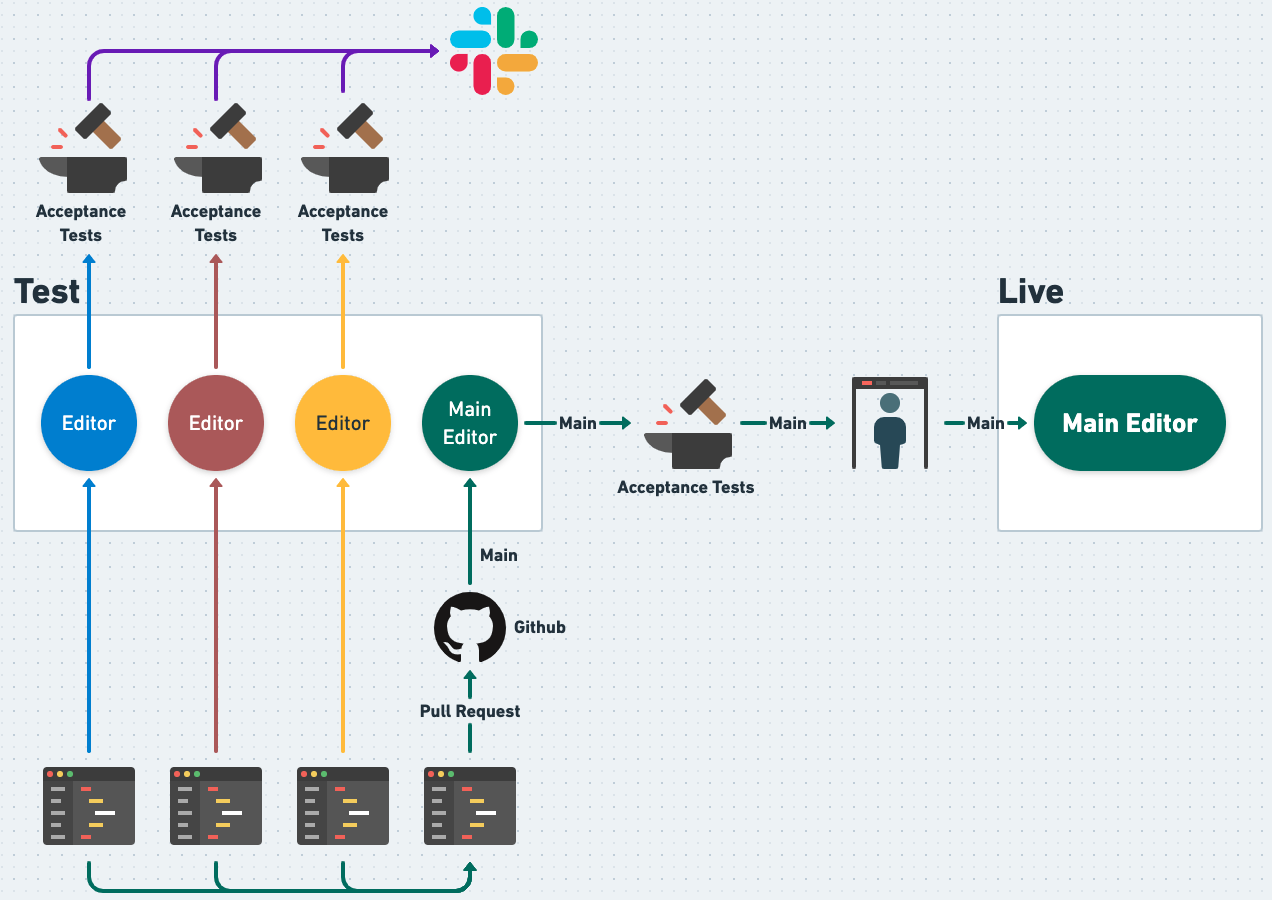 Acceptance
Tests
Acceptance
Tests
Acceptance
Tests
Test
Live
Editor
Editor
Editor
Main
Editor
Main
Main
Main
Main Editor
Acceptance Tests
Main
Github
Pull Request